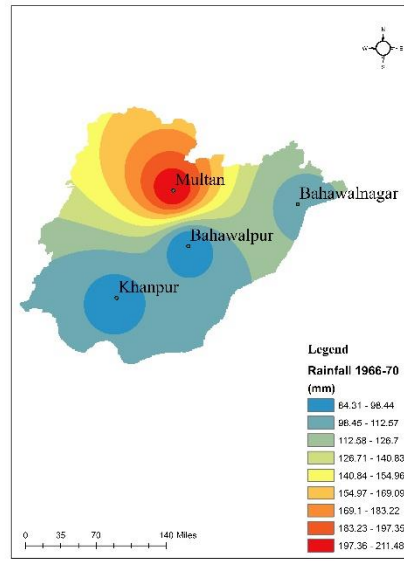 N
W E
S
Multan
Bahawalnagar
Bahawalpur
Khanpur
Legend
Rainfall 1966-70
(mm)
84.31 - 98.44
98.45 - 112.57
112.58 - 126.7
126.71 - 140.83
140.84 - 154.96
154.97 - 169.09
169.1 - 183.22
183.23 - 197.35
197.36 - 211.48
0 35 70 140 Miles